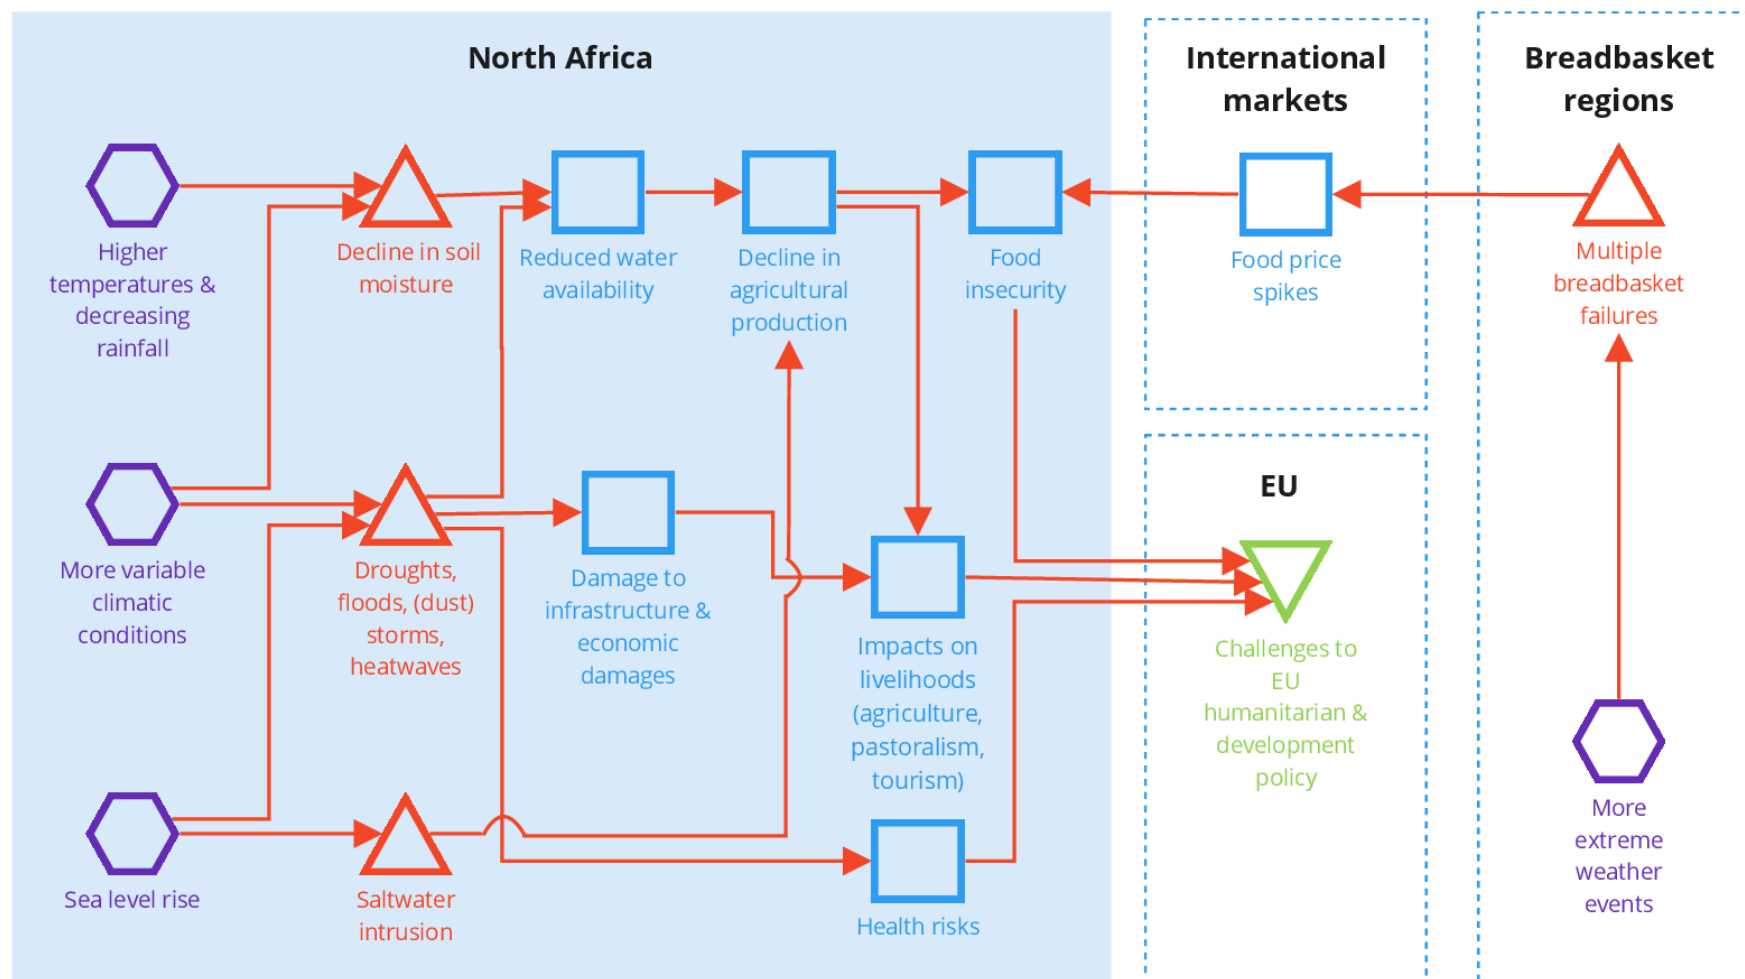 North Africa
International
markets
Breadbasket
regions
Higher
temperatures &
decreasing
rainfall
Decline in soil
moisture
Reduced water
availability
Decline in
agricultural
production
Food
insecurity
Food price
spikes
Multiple
breadbasket
failures
More variable
climatic
conditions
Droughts,
floods, (dust)
storms,
heatwaves
Damage to
infrastructure &
economic
damages
Impacts on
livelihoods
(agriculture,
pastoralism,
tourism)
EU
Challenges to
EU
humanitarian &
development
policy
More
extreme
weather
events
Sea level rise
Saltwater
intrusion
Health risks